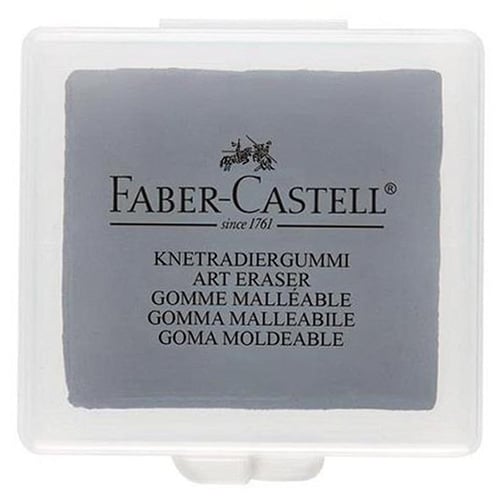 FABER-CASTELL®
since 1761
KNETRADIERGUMMI
ART ERASER
GOMME MALLÉABLE
GOMMA MALLEABILE
GOMA MOLDEABLE